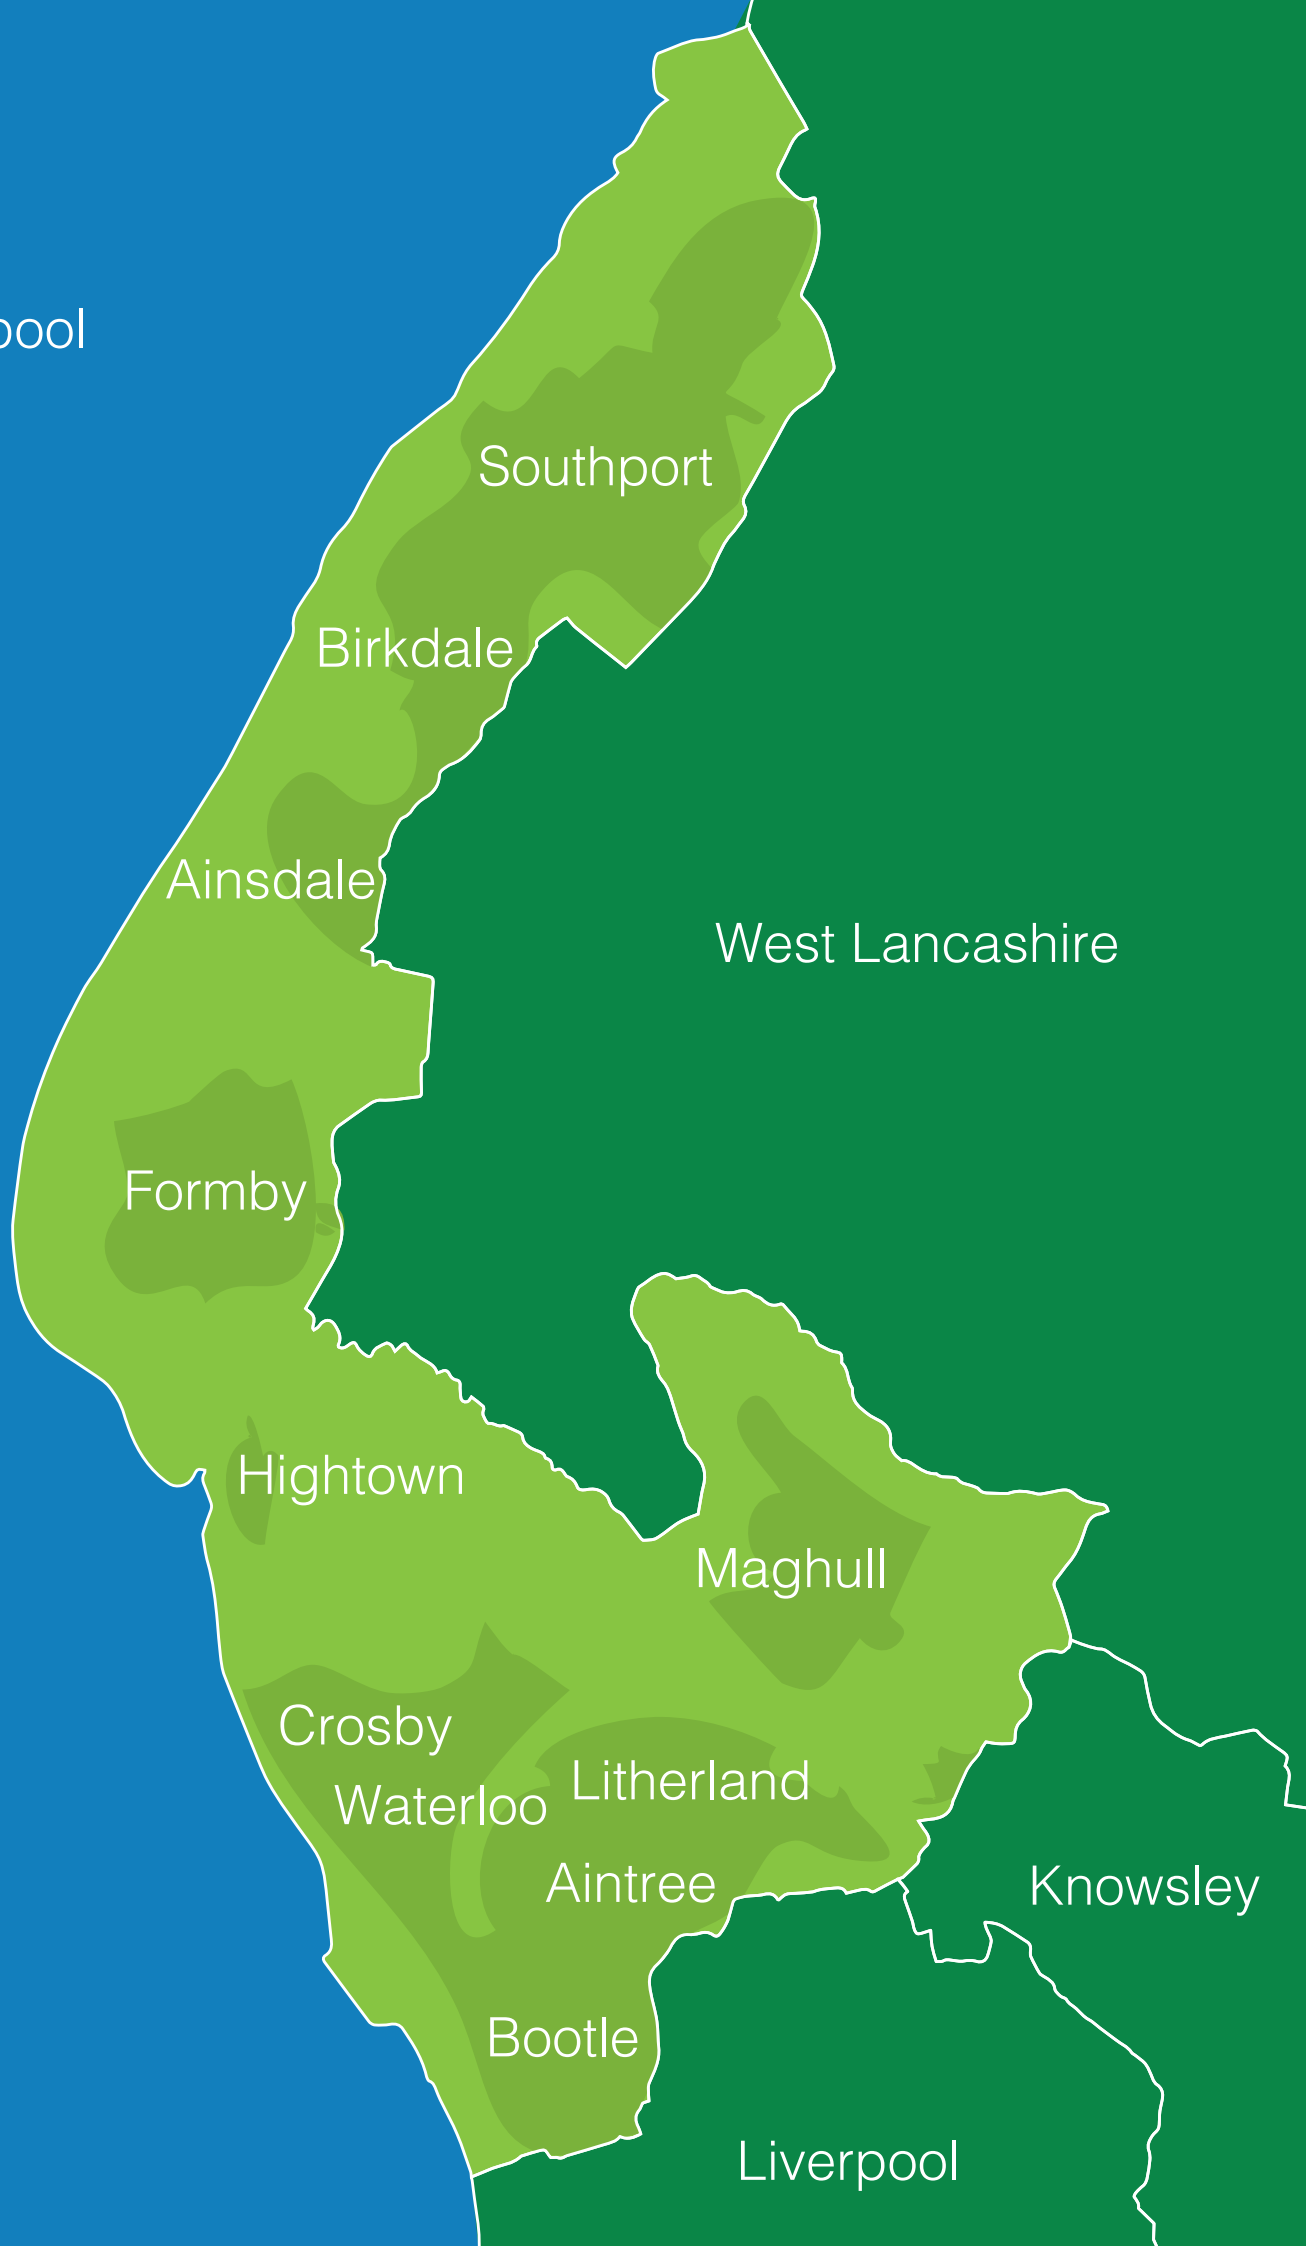 pool
Southport
Birkdale
Ainsdale
West Lancashire
Formby
Hightown
Maghull
Crosby
Litherland
Waterloo
Aintree
Knowsley
Bootle
Liverpool